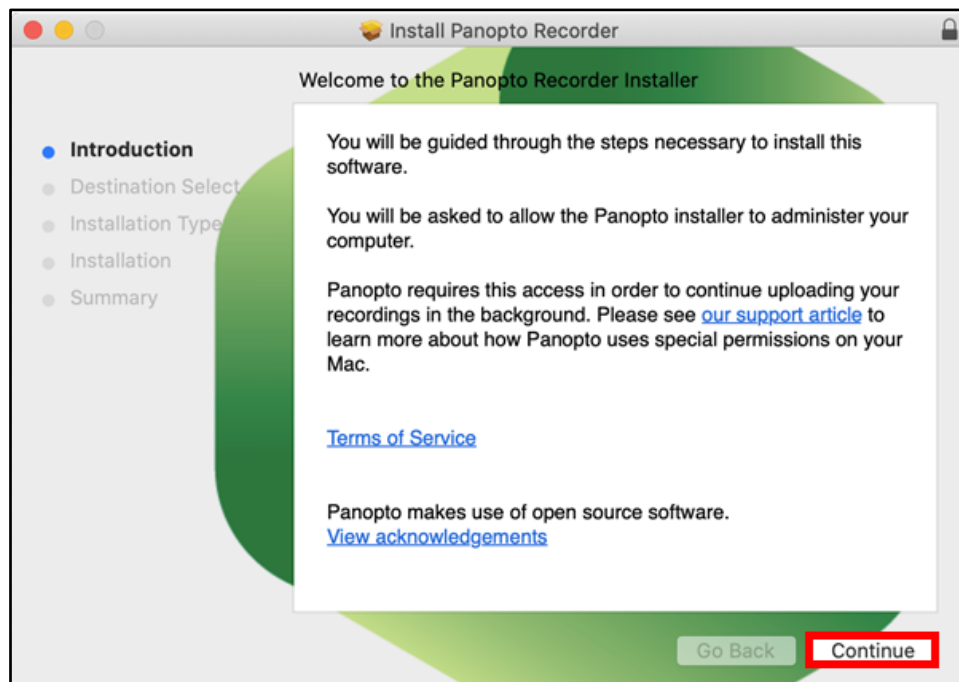 Install Panopto Recorder
Welcome to the Panopto Recorder Installer
Introduction
Destination Select
Installation Type
Installation
Summary
You will be guided through the steps necessary to install this
software.
You will be asked to allow the Panopto installer to administer your
computer.
Panopto requires this access in order to continue uploading your
recordings in the background. Please see our support article to
learn more about how Panopto uses special permissions on your
Mac.
Terms of Service
Panopto makes use of open source software.
View acknowledgements
Go Back
Continue